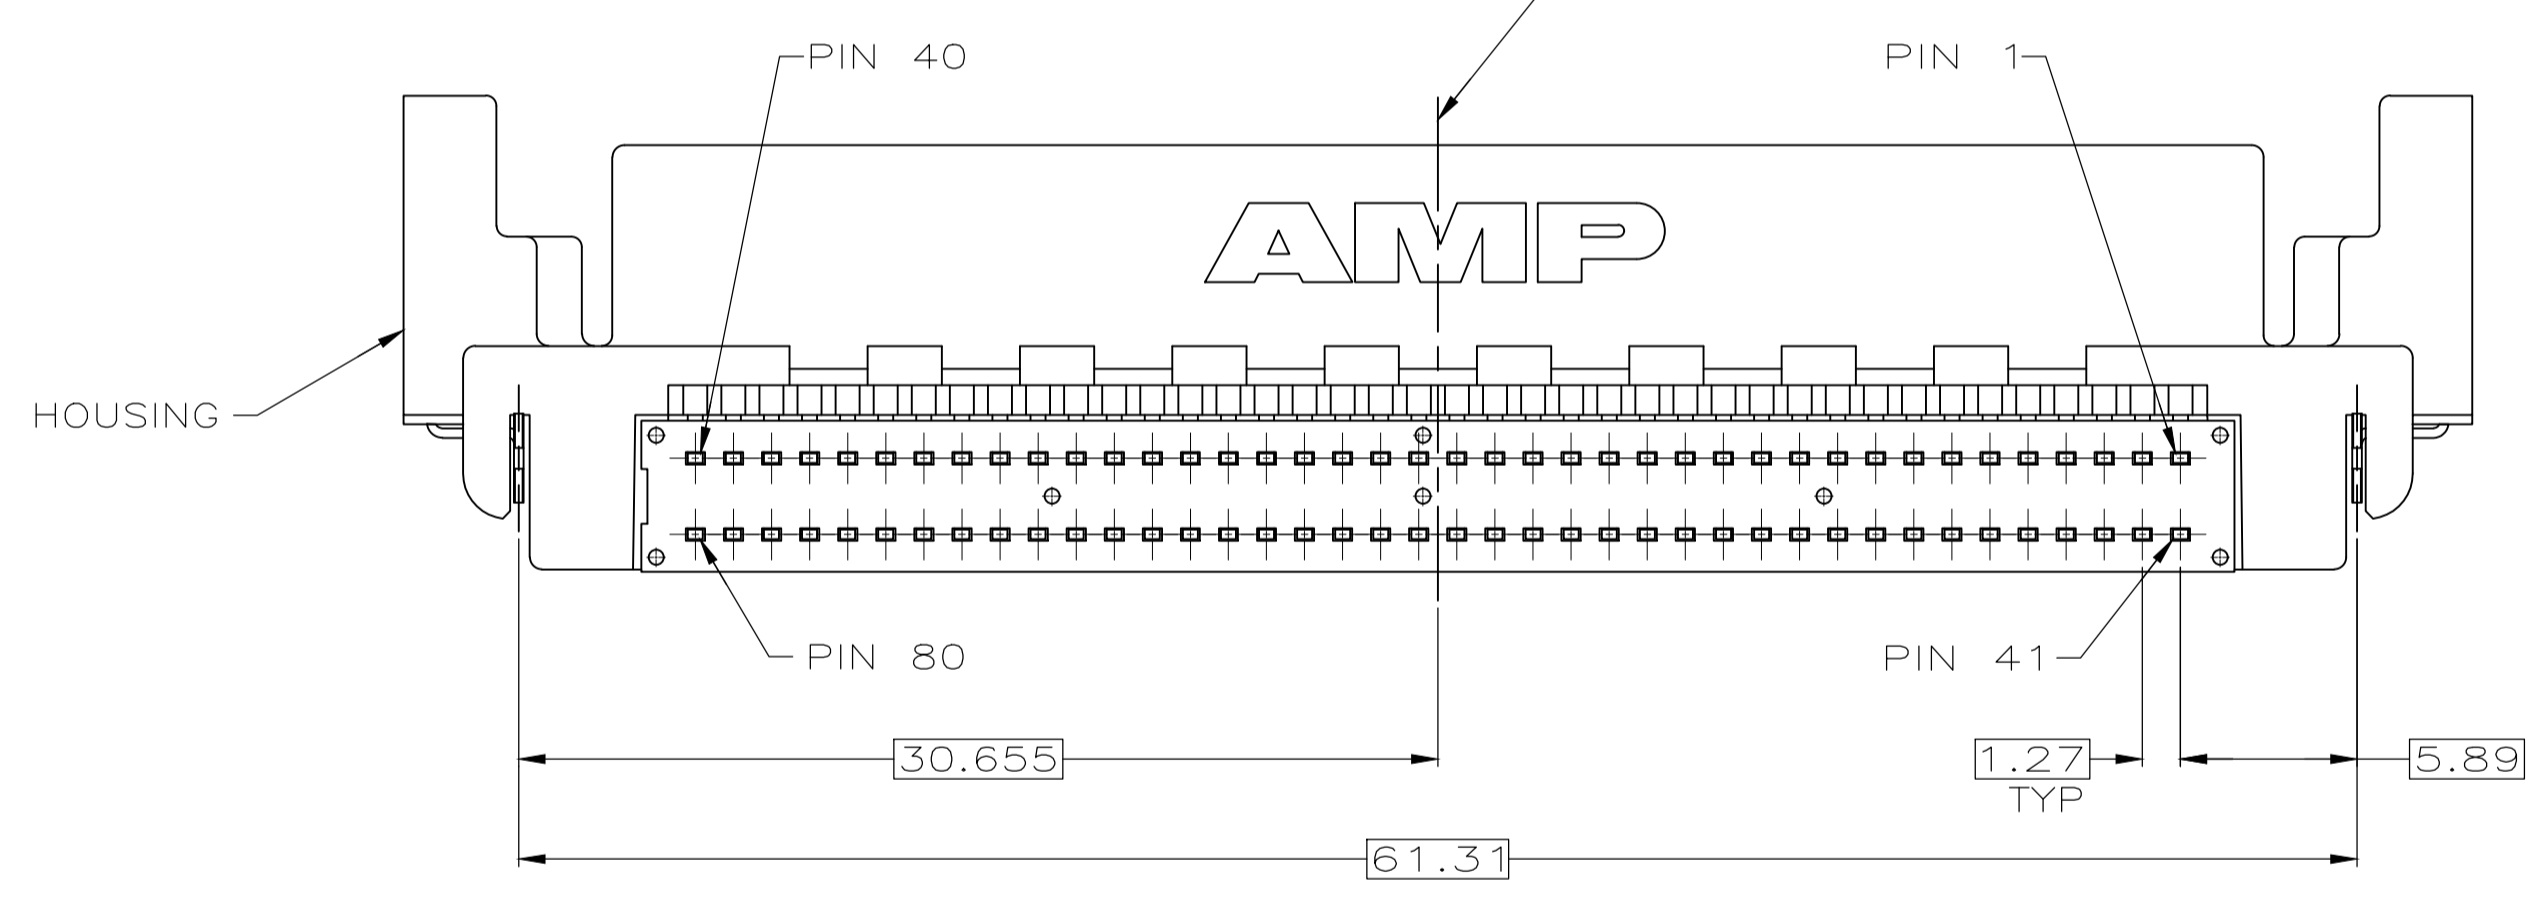 PIN 40
PIN 1
AMP
HOUSING
PIN 80
PIN 41
30.655
1.27
TYP
5.89
61.31